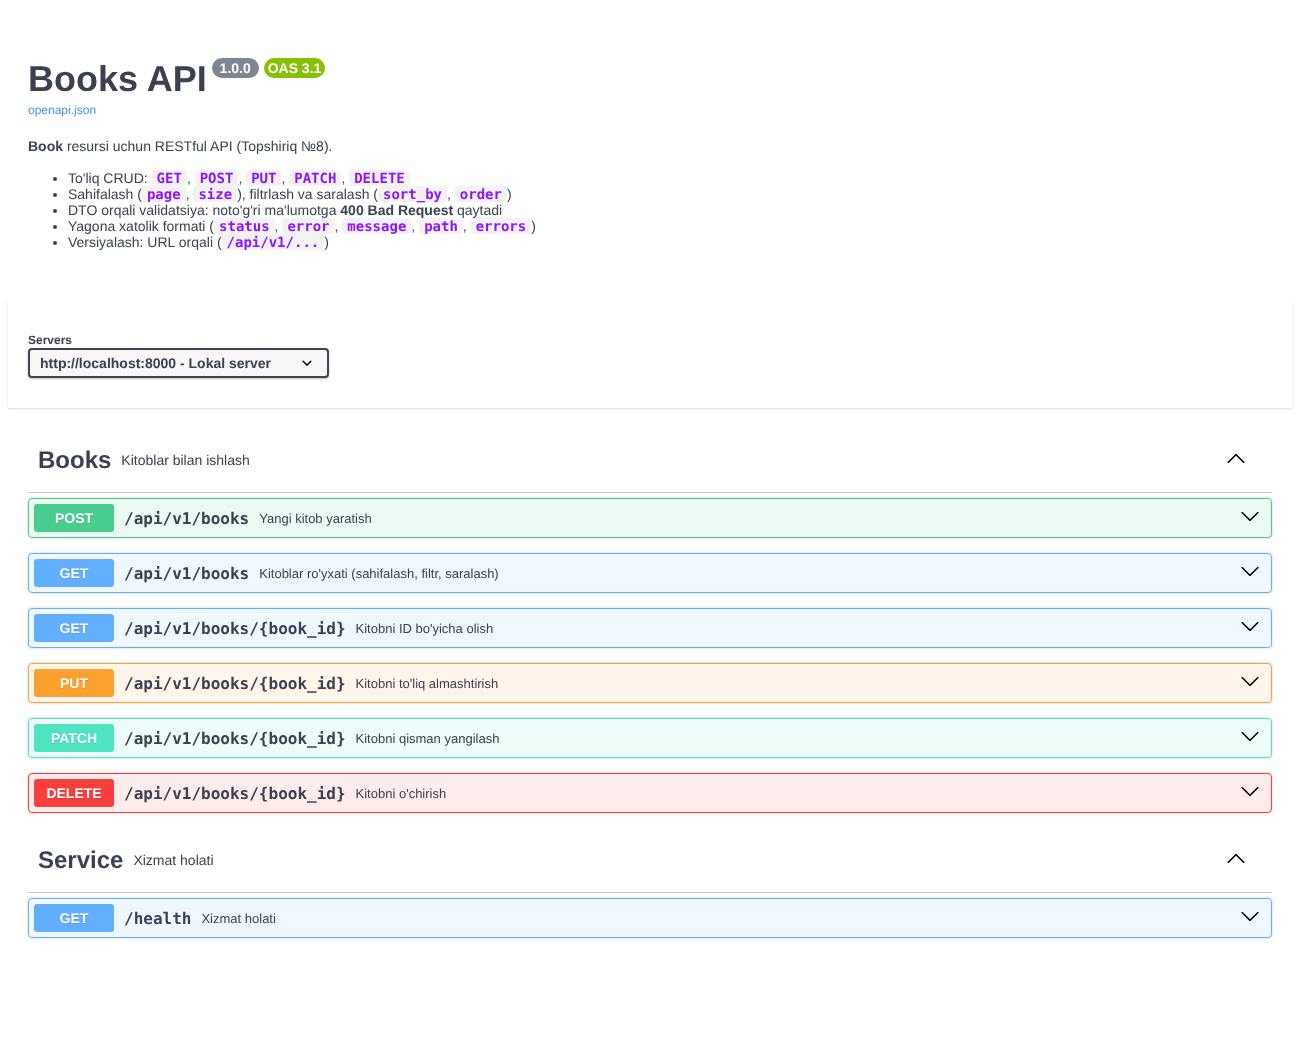 Books API 1.0.0 OAS 3.1
openapi.json
Book resursi uchun RESTful API (Topshiriq №8).
To'liq CRUD: GET, POST, PUT, PATCH, DELETE
Sahifalash (page, size), filtrlash va saralash (sort_by, order)
DTO orqali validatsiya: noto'g'ri ma'lumotga 400 Bad Request qaytadi
Yagona xatolik formati (status, error, message, path, errors)
Versiyalash: URL orqali (/api/v1/...)
Servers
http://localhost:8000 - Lokal server
Books Kitoblar bilan ishlash
POST /api/v1/books Yangi kitob yaratish
GET /api/v1/books Kitoblar ro'yxati (sahifalash, filtr, saralash)
GET /api/v1/books/{book_id} Kitobni ID bo'yicha olish
PUT /api/v1/books/{book_id} Kitobni to'liq almashtirish
PATCH /api/v1/books/{book_id} Kitobni qisman yangilash
DELETE /api/v1/books/{book_id} Kitobni o'chirish
Service Xizmat holati
GET /health Xizmat holati